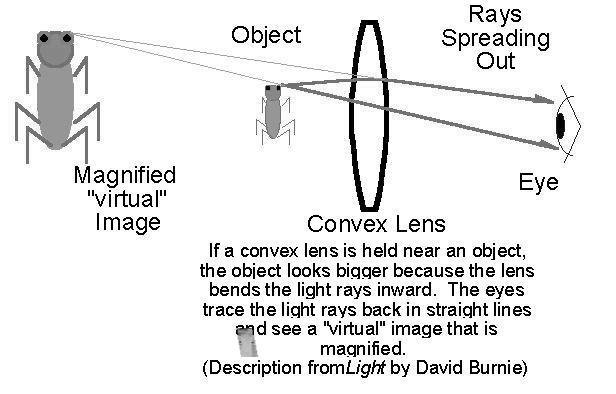 Object
Rays
Spreading
Out
Magnified
"virtual"
Image
Eye
Convex Lens
If a convex lens is held near an object,
the object looks bigger because the lens
bends the light rays inward.  The eyes
trace the light rays back in straight lines
and see a "virtual" image that is
magnified.
(Description fromLight by David Burnie)